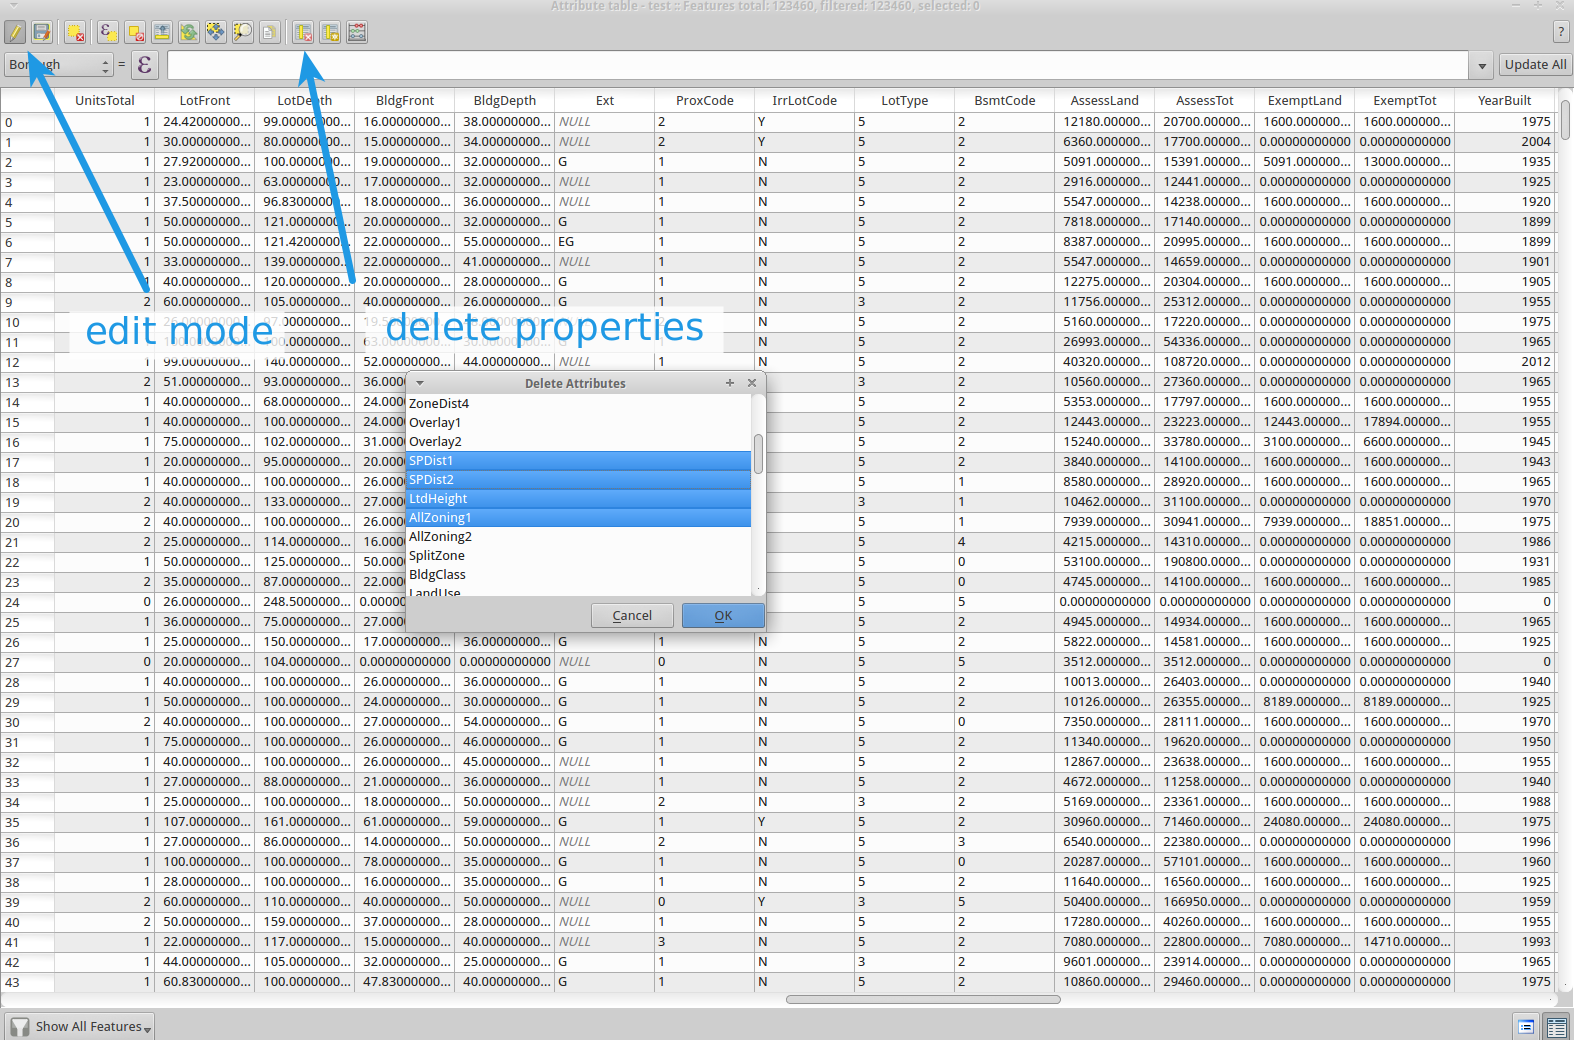 Attribute table - test :: Features total: 123460, filtered: 123460, selected: 0
Borough = ε Update All
UnitsTotal LotFront LotDepth BldgFront BldgDepth Ext ProxCode IrrLotCode LotType BsmtCode AssessLand AssessTot ExemptLand ExemptTot YearBuilt
0 1 24.42000000... 99.00000000... 16.00000000... 38.00000000... NULL 2 Y 5 2 12180.00000... 20700.00000... 1600.000000... 1600.000000... 1975
1 1 30.00000000... 80.00000000... 15.00000000... 34.00000000... NULL 2 Y 5 2 6360.000000... 17700.00000... 0.00000000000 0.00000000000 2004
2 1 27.92000000... 100.0000000... 19.00000000... 32.00000000... G 1 N 5 2 5091.000000... 15391.00000... 5091.000000... 13000.00000... 1935
3 1 23.00000000... 63.00000000... 17.00000000... 32.00000000... NULL 1 N 5 2 2916.000000... 12441.00000... 0.00000000000 0.00000000000 1925
4 1 37.50000000... 96.83000000... 18.00000000... 36.00000000... NULL 1 N 5 2 5547.000000... 14238.00000... 1600.000000... 1600.000000... 1920
5 1 50.00000000... 121.0000000... 20.00000000... 32.00000000... G 1 N 5 2 7818.000000... 17140.00000... 0.00000000000 0.00000000000 1899
6 1 50.00000000... 121.4200000... 22.00000000... 55.00000000... EG 1 N 5 2 8387.000000... 20995.00000... 1600.000000... 1600.000000... 1899
7 1 33.00000000... 139.0000000... 22.00000000... 41.00000000... NULL 1 N 5 2 5547.000000... 14659.00000... 0.00000000000 0.00000000000 1901
8 1 40.00000000... 120.0000000... 20.00000000... 28.00000000... G 1 N 5 2 12275.00000... 20304.00000... 1600.000000... 1600.000000... 1905
9 2 60.00000000... 105.0000000... 40.00000000... 26.00000000... G 1 N 3 2 11756.00000... 25312.00000... 0.00000000000 0.00000000000 1955
10 N 5 2 5160.000000... 17220.00000... 0.00000000000 0.00000000000 1975
edit mode delete properties
11 N 5 2 26993.00000... 54336.00000... 0.00000000000 0.00000000000 1965
12 1 99.00000000... 140.0000000... 52.00000000... 44.00000000... NULL 1 N 5 2 40320.00000... 108720.0000... 0.00000000000 0.00000000000 2012
13 2 51.00000000... 93.00000000... 36.000 3 2 10560.00000... 27360.00000... 0.00000000000 0.00000000000 1965
14 1 40.00000000... 68.00000000... 24.000 5 2 5353.000000... 17797.00000... 1600.000000... 1600.000000... 1955
15 1 40.00000000... 100.0000000... 24.000 5 2 12443.00000... 23223.00000... 12443.00000... 17894.00000... 1955
16 1 75.00000000... 102.0000000... 31.000 5 2 15240.00000... 33780.00000... 3100.000000... 6600.000000... 1945
17 1 20.00000000... 95.00000000... 20.000 5 2 3840.000000... 14100.00000... 1600.000000... 1600.000000... 1943
18 1 40.00000000... 100.0000000... 26.000 5 1 8580.000000... 28920.00000... 1600.000000... 1600.000000... 1965
19 2 40.00000000... 133.0000000... 27.000 3 1 10462.00000... 31100.00000... 0.00000000000 0.00000000000 1970
20 2 40.00000000... 100.0000000... 26.000 5 1 7939.000000... 30941.00000... 7939.000000... 18851.00000... 1975
21 2 25.00000000... 114.0000000... 16.000 5 4 4215.000000... 14310.00000... 0.00000000000 0.00000000000 1986
22 1 50.00000000... 125.0000000... 50.000 5 0 53100.00000... 190800.0000... 0.00000000000 0.00000000000 1931
23 2 35.00000000... 87.00000000... 22.000 5 0 4745.000000... 14100.00000... 1600.000000... 1600.000000... 1985
24 0 26.00000000... 248.5000000... 0.0000 5 5 0.00000000000 0.00000000000 0.00000000000 0.00000000000 0
25 1 36.00000000... 75.00000000... 27.000 5 2 4945.000000... 14934.00000... 1600.000000... 1600.000000... 1965
Delete Attributes
ZoneDist4
Overlay1
Overlay2
SPDist1
SPDist2
LtdHeight
AllZoning1
AllZoning2
SplitZone
BldgClass
LandUse
Cancel OK
26 1 25.00000000... 150.0000000... 17.00000000... 36.00000000... G 1 N 5 2 5822.000000... 14581.00000... 1600.000000... 1600.000000... 1925
27 0 20.00000000... 104.0000000... 0.00000000000 0.00000000000 NULL 0 N 5 5 3512.000000... 3512.000000... 0.00000000000 0.00000000000 0
28 1 40.00000000... 100.0000000... 26.00000000... 36.00000000... G 1 N 5 2 10013.00000... 26403.00000... 0.00000000000 0.00000000000 1940
29 1 50.00000000... 100.0000000... 24.00000000... 30.00000000... G 1 N 5 2 10126.00000... 26355.00000... 8189.000000... 8189.000000... 1925
30 2 40.00000000... 100.0000000... 27.00000000... 54.00000000... G 1 N 5 0 7350.000000... 28111.00000... 1600.000000... 1600.000000... 1970
31 1 75.00000000... 100.0000000... 26.00000000... 46.00000000... G 1 N 5 2 11340.00000... 19620.00000... 0.00000000000 0.00000000000 1950
32 1 40.00000000... 100.0000000... 26.00000000... 45.00000000... NULL 1 N 5 2 12867.00000... 23638.00000... 1600.000000... 1600.000000... 1955
33 1 27.00000000... 88.00000000... 21.00000000... 36.00000000... NULL 1 N 5 2 4672.000000... 11258.00000... 0.00000000000 0.00000000000 1940
34 1 25.00000000... 100.0000000... 18.00000000... 50.00000000... NULL 2 N 3 2 5169.000000... 23361.00000... 1600.000000... 1600.000000... 1988
35 1 107.0000000... 161.0000000... 61.00000000... 59.00000000... G 1 Y 5 2 30960.00000... 71460.00000... 24080.00000... 24080.00000... 1975
36 1 27.00000000... 86.00000000... 14.00000000... 50.00000000... NULL 2 N 5 3 6540.000000... 22380.00000... 0.00000000000 0.00000000000 1996
37 1 100.0000000... 100.0000000... 78.00000000... 35.00000000... G 1 N 5 0 20287.00000... 57101.00000... 1600.000000... 1600.000000... 1960
38 1 28.00000000... 100.0000000... 16.00000000... 35.00000000... G 1 N 5 2 11640.00000... 16560.00000... 1600.000000... 1600.000000... 1925
39 2 60.00000000... 110.0000000... 40.00000000... 50.00000000... NULL 0 Y 3 5 50400.00000... 166950.0000... 0.00000000000 0.00000000000 1959
40 2 50.00000000... 159.0000000... 37.00000000... 28.00000000... NULL 1 N 5 2 17280.00000... 40260.00000... 1600.000000... 1600.000000... 1955
41 1 22.00000000... 117.0000000... 15.00000000... 40.00000000... NULL 3 N 5 2 7080.000000... 22800.00000... 7080.000000... 14710.00000... 1993
42 1 44.00000000... 105.0000000... 32.00000000... 25.00000000... G 1 N 3 2 9601.000000... 23914.00000... 0.00000000000 0.00000000000 1965
43 1 60.83000000... 100.0000000... 47.83000000... 40.00000000... G 1 N 5 2 10860.00000... 29460.00000... 0.00000000000 0.00000000000 1975
Show All Features